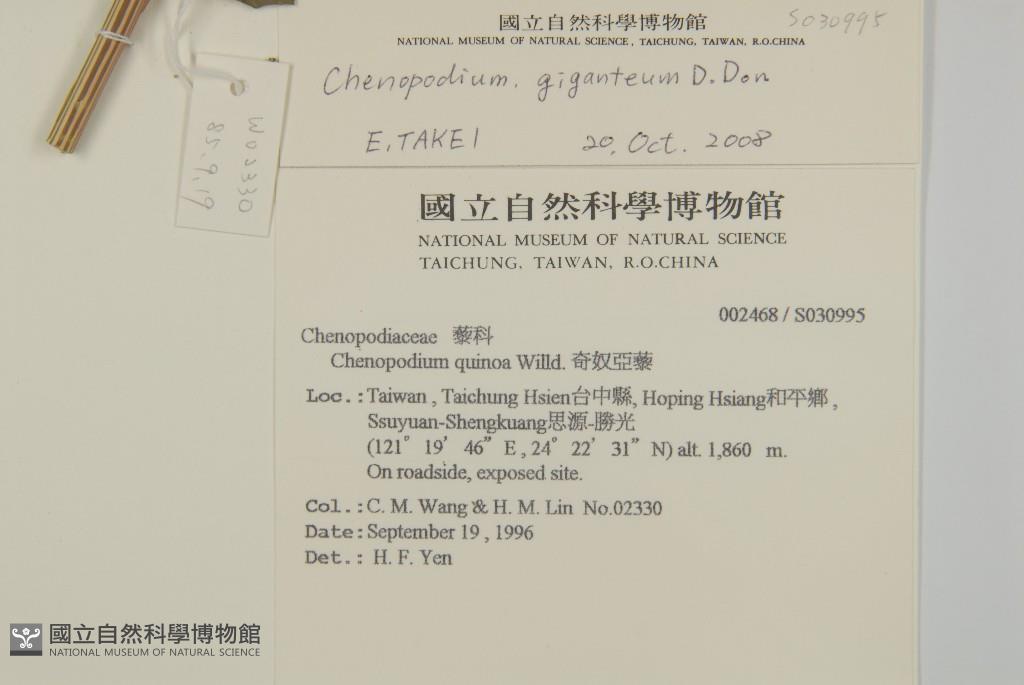 國立自然科學博物館
S030995
NATIONAL MUSEUM OF NATURAL SCIENCE, TAICHUNG, TAIWAN, R.O.CHINA
Chenopodium. giganteum D. Don
E. TAKEI 20. Oct. 2008
W02330
85.9.19
國立自然科學博物館
NATIONAL MUSEUM OF NATURAL SCIENCE
TAICHUNG, TAIWAN, R.O.CHINA
002468 / S030995
Chenopodiaceae 藜科
Chenopodium quinoa Willd. 奇奴亞藜
Loc.: Taiwan , Taichung Hsien台中縣, Hoping Hsiang和平鄉 ,
Ssuyuan-Shengkuang思源-勝光
(121° 19' 46" E , 24° 22' 31" N) alt. 1,860 m.
On roadside, exposed site.
Col.: C. M. Wang & H. M. Lin No.02330
Date: September 19 , 1996
Det.: H. F. Yen
國立自然科學博物館
NATIONAL MUSEUM OF NATURAL SCIENCE